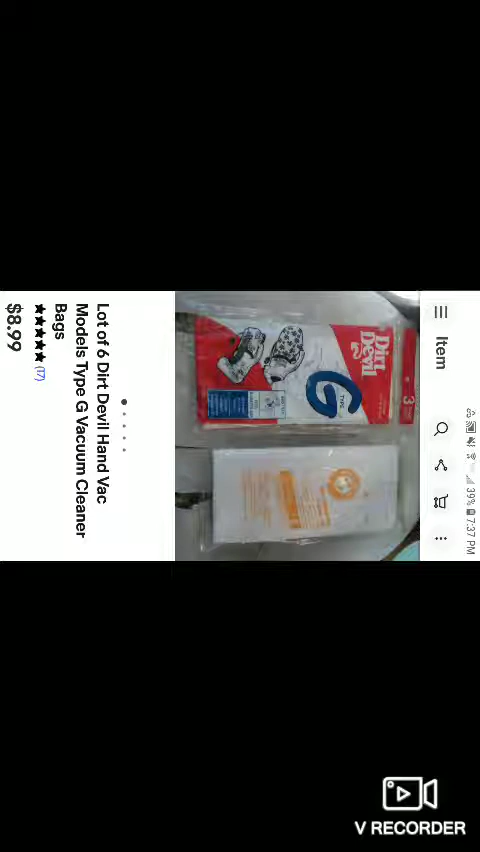 39% 7:37 PM
Item
3
Dirt
Devil
TYPE
G
Lot of 6 Dirt Devil Hand Vac
Models Type G Vacuum Cleaner
Bags
(17)
$8.99
V RECORDER